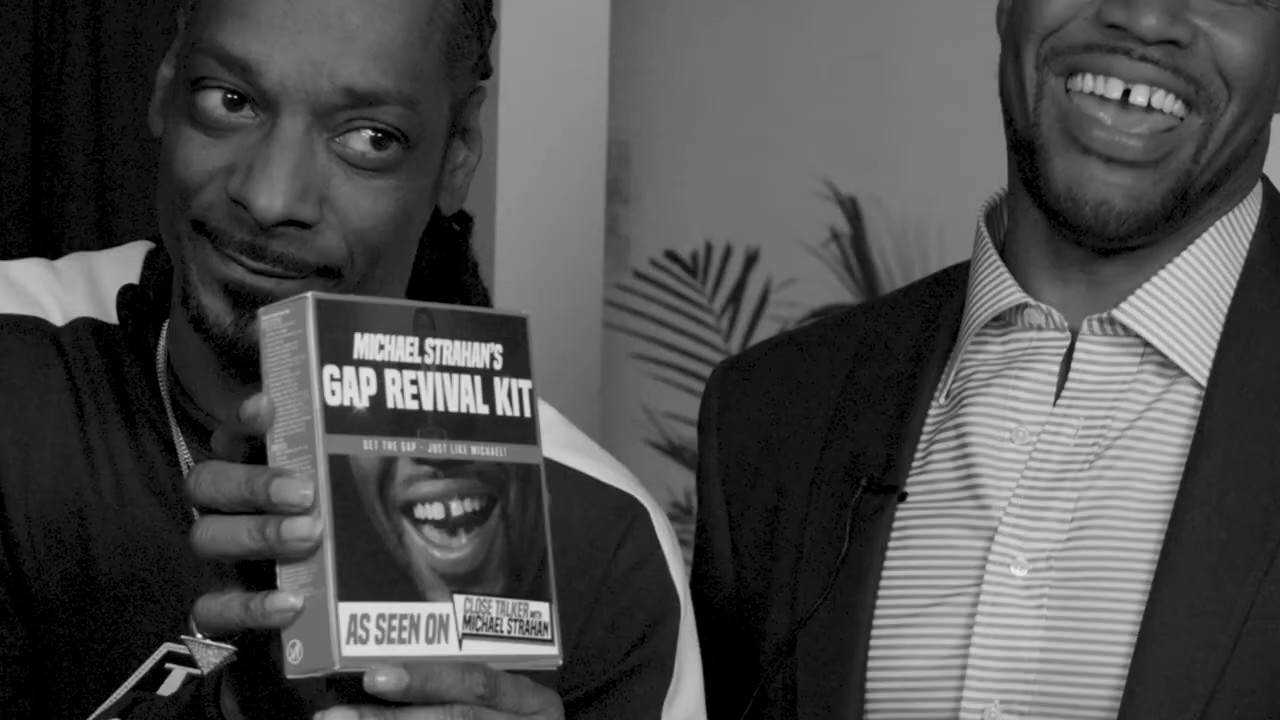 MICHAEL STRAHAN'S
GAP REVIVAL KIT
GET THE GAP - JUST LIKE MICHAEL!
AS SEEN ON
CLOSE TALKER WITH
MICHAEL STRAHAN
T